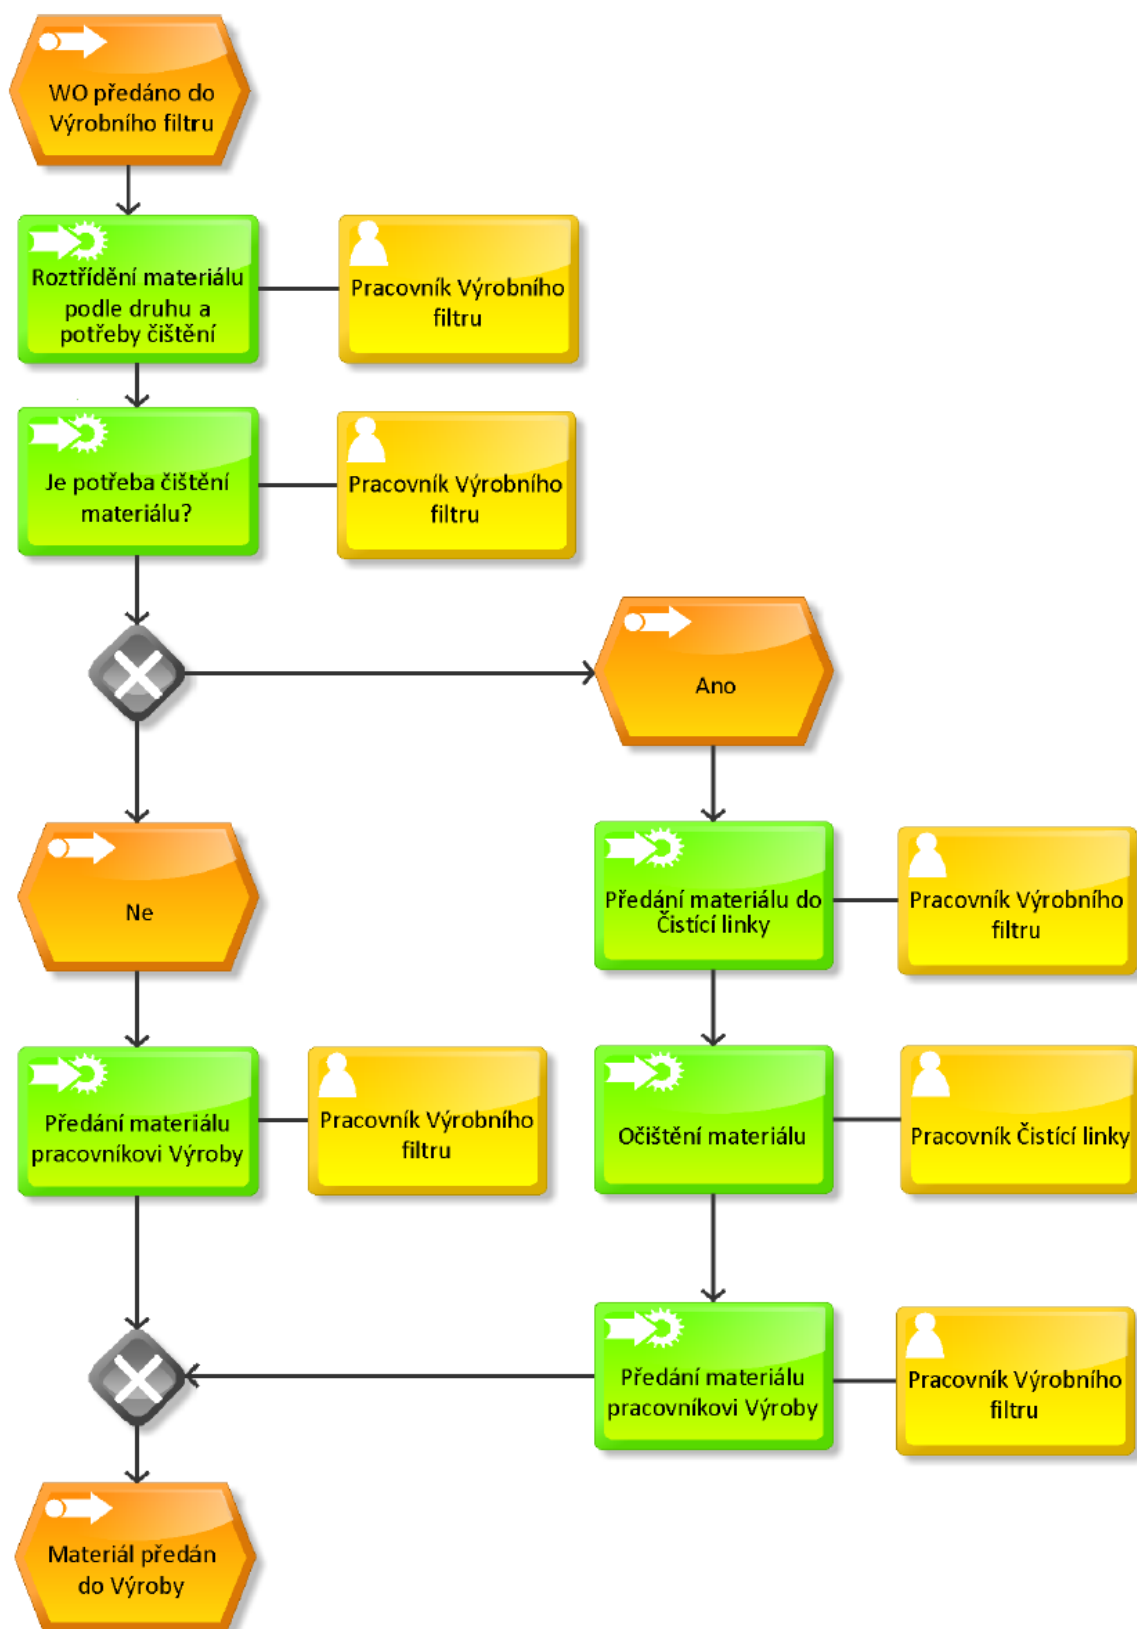 WO předáno do
Výrobního filtru
Roztřídění materiálu
podle druhu a
potřeby čištění
Pracovník Výrobního
filtru
Je potřeba čištění
materiálu?
Pracovník Výrobního
filtru
Ano
Ne
Předání materiálu do
Čistící linky
Pracovník Výrobního
filtru
Předání materiálu
pracovníkovi Výroby
Pracovník Výrobního
filtru
Očištění materiálu
Pracovník Čistící linky
Předání materiálu
pracovníkovi Výroby
Pracovník Výrobního
filtru
Materiál předán
do Výroby